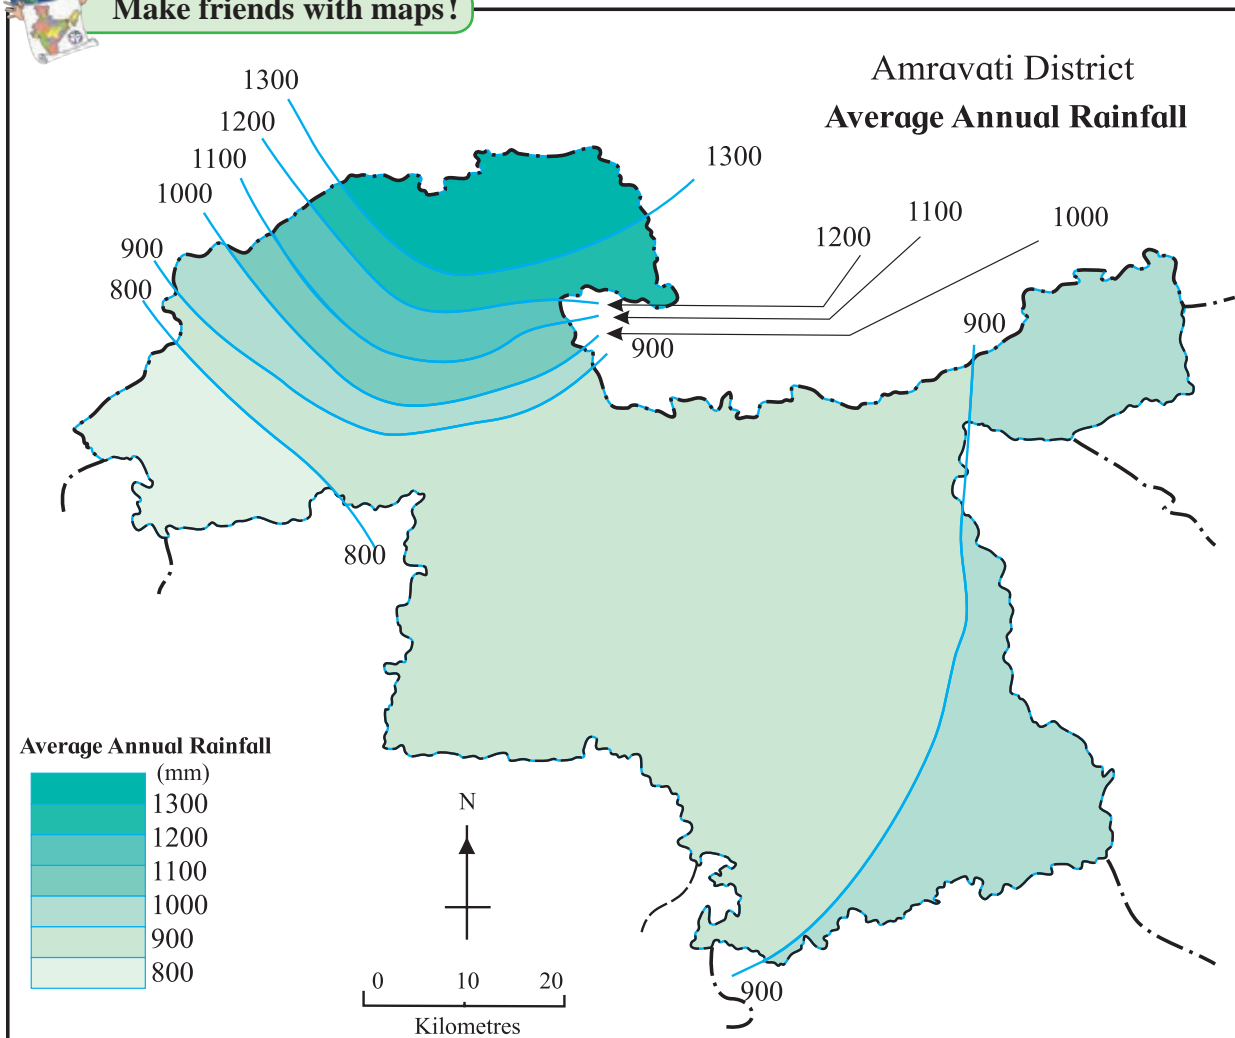 Make friends with maps!
Amravati District
Average Annual Rainfall
1300
1200
1100
1000
900
800
1300
1200
1100
1000
900
900
800
900
Average Annual Rainfall
(mm)
1300
1200
1100
1000
900
800
N
0 10 20
Kilometres